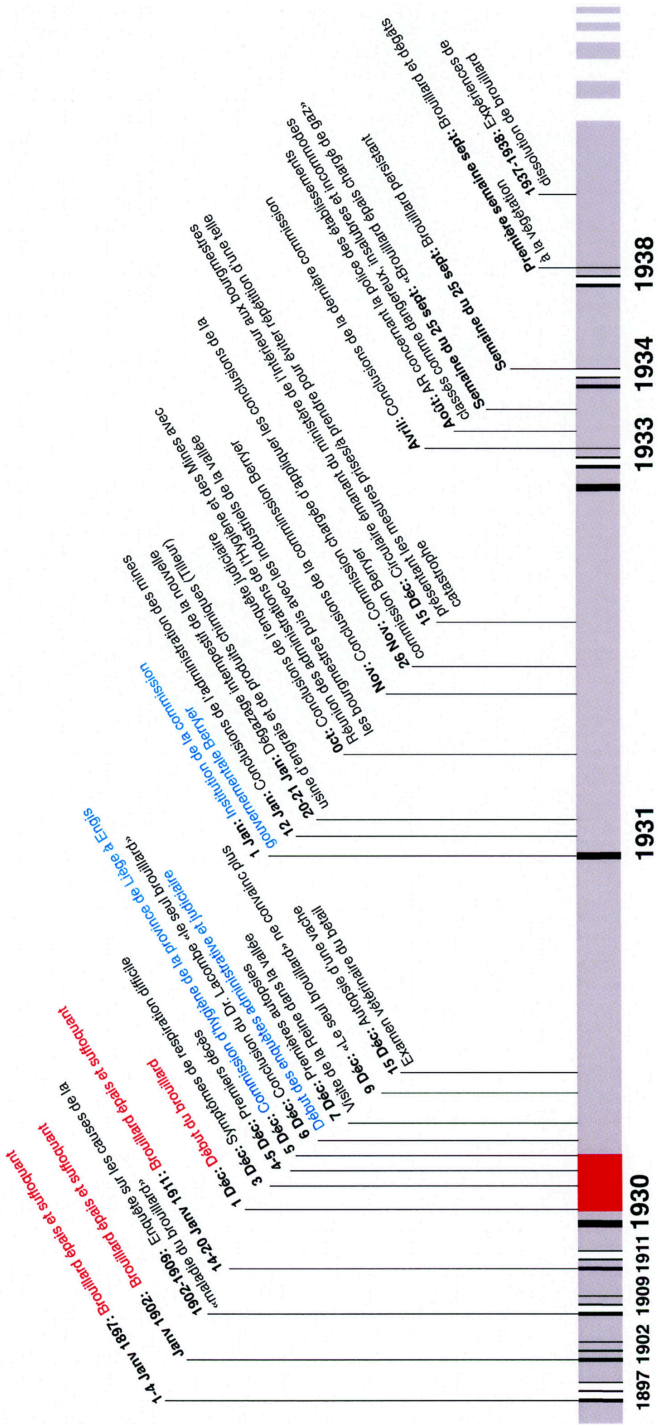 1-4 Janv 1897: Brouillard épais et suffoquant
Janv 1902: Brouillard épais et suffoquant
1902-1909: Enquête sur les causes de la
«maladie du brouillard»
14-20 Janv 1911: Brouillard épais et suffoquant
1 Déc: Début du brouillard
3 Déc: Symptômes de respiration difficile
4-5 Déc: Premiers décès
5 Déc: Commission d'hygiène de la province de Liège à Engis
6 Déc: Conclusion du Dr. Lacombe «le seul brouillard»
Début des enquêtes administrative et judiciaire
7 Déc: Premières autopsies
Visite de la Reine dans la vallée
9 Déc: «Le seul brouillard» ne convainc plus
15 Déc: Autopsie d'une vache
Examen vétérinaire du bétail
1 Jan: Institution de la commission
gouvernementale Berryer
12 Jan: Conclusions de l'administration des mines
20-21 Jan: Dégazage intempestif de la nouvelle
usine d'engrais et de produits chimiques (Tilleur)
Oct: Conclusions de l'enquête judiciaire
Réunion des administrations de l'Hygiène et des Mines avec
les bourgmestres puis avec les industriels de la vallée
Nov: Conclusions de la commission Berryer
26 Nov: Commission chargée d'appliquer les conclusions de la
commission Berryer
15 Déc: Circulaire émanant du ministère de l'Intérieur aux bourgmestres
présentant les mesures prises/à prendre pour éviter répétition d'une telle
catastrophe
Avril: Conclusions de la dernière commission
Août: AR concernant la police des établissements
classés comme dangereux, insalubres et incommodes
Semaine du 25 sept: «Brouillard épais chargé de gaz»
Semaine du 25 sept: Brouillard persistant
Première semaine sept: Brouillard et dégâts
à la végétation
1937-1938: Expériences de
dissolution de brouillard
1897
1902
1909
1911
1930
1931
1933
1934
1938